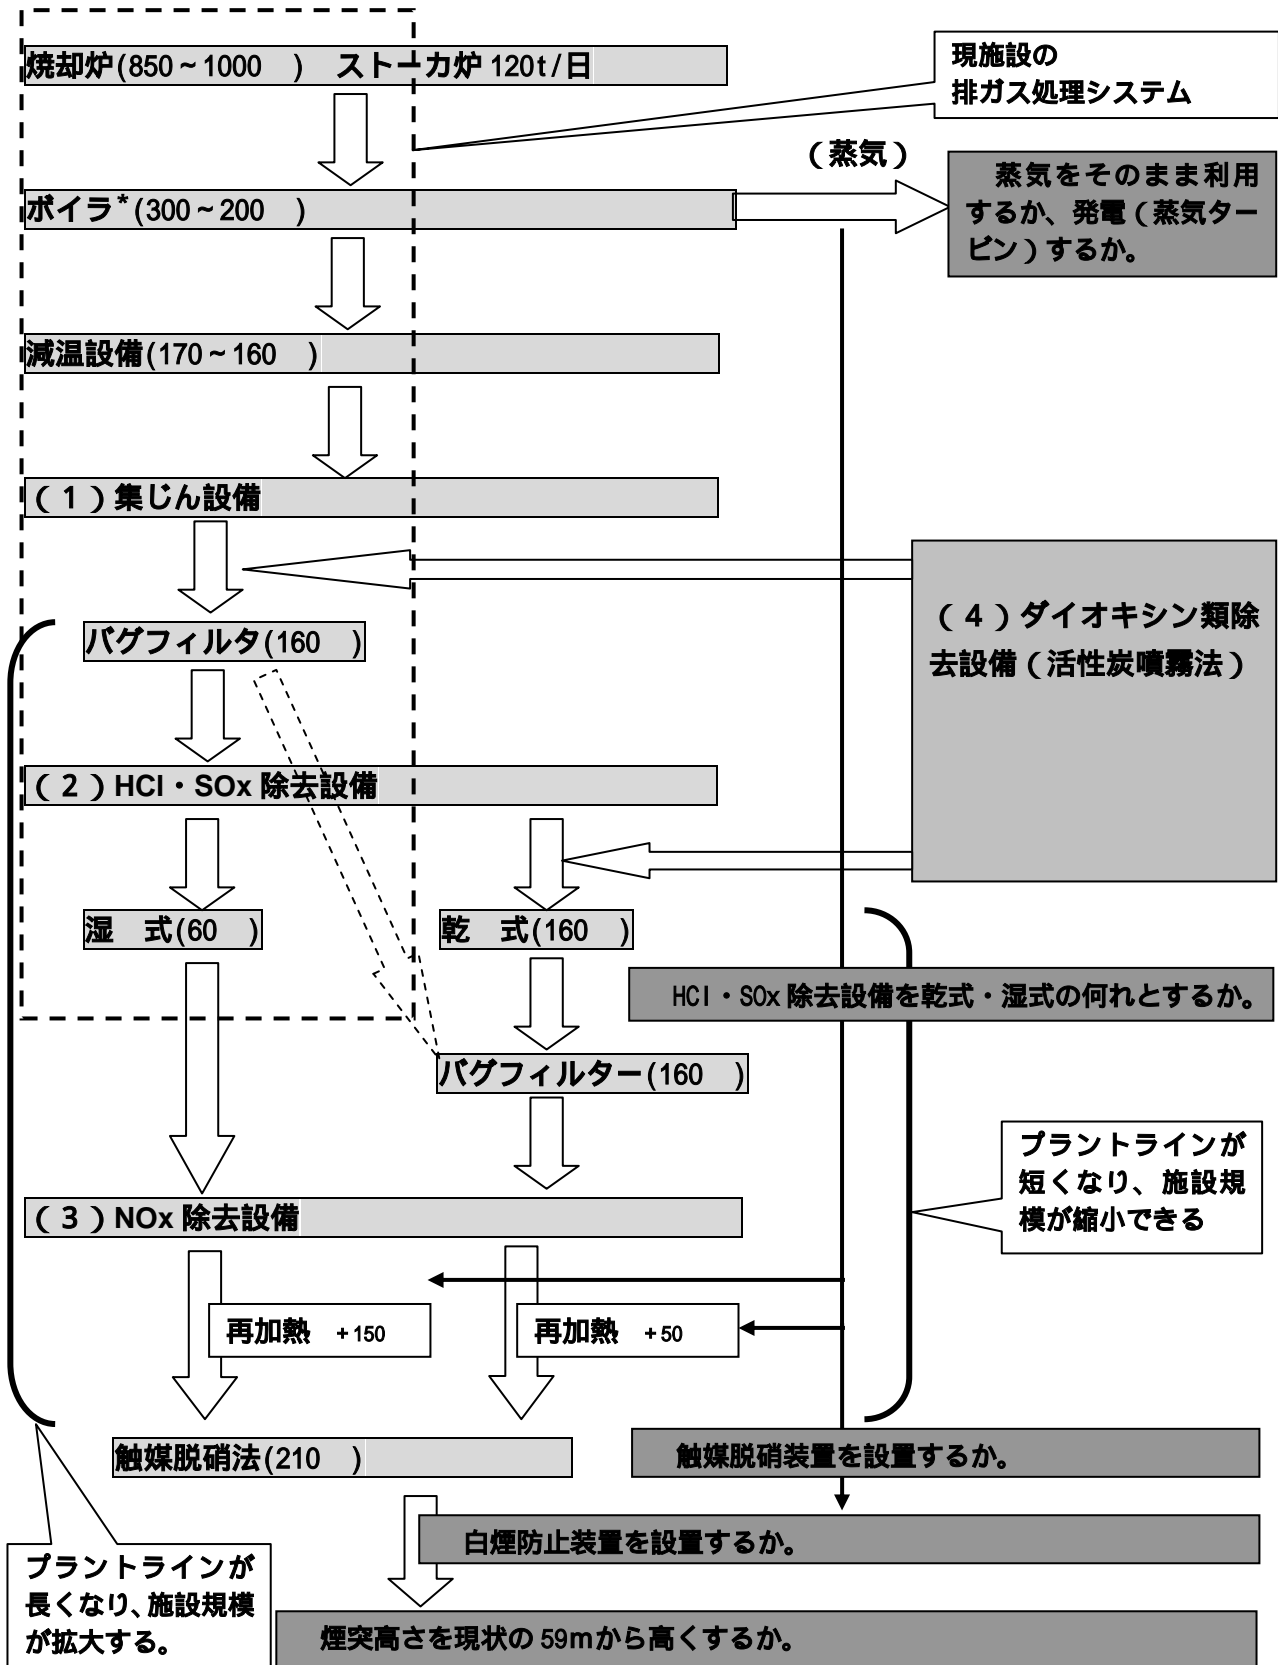 焼却炉(850～1000　)　ストーカ炉 120t/日
現施設の
排ガス処理システム
（蒸気）
ボイラ*(300～200　)
蒸気をそのまま利用
するか、発電（蒸気ター
ビン）するか。
減温設備(170～160　)
（１）集じん設備
（４）ダイオキシン類除
去設備（活性炭噴霧法）
バグフィルタ(160　)
（２）HCl・SOx 除去設備
湿　式(60　)
乾　式(160　)
HCl・SOx 除去設備を乾式・湿式の何れとするか。
バグフィルター(160　)
プラントラインが
短くなり、施設規
模が縮小できる
（３）NOx 除去設備
再加熱　+150
再加熱　+50
触媒脱硝法(210　)
触媒脱硝装置を設置するか。
白煙防止装置を設置するか。
プラントラインが
長くなり、施設規模
が拡大する。
煙突高さを現状の 59mから高くするか。